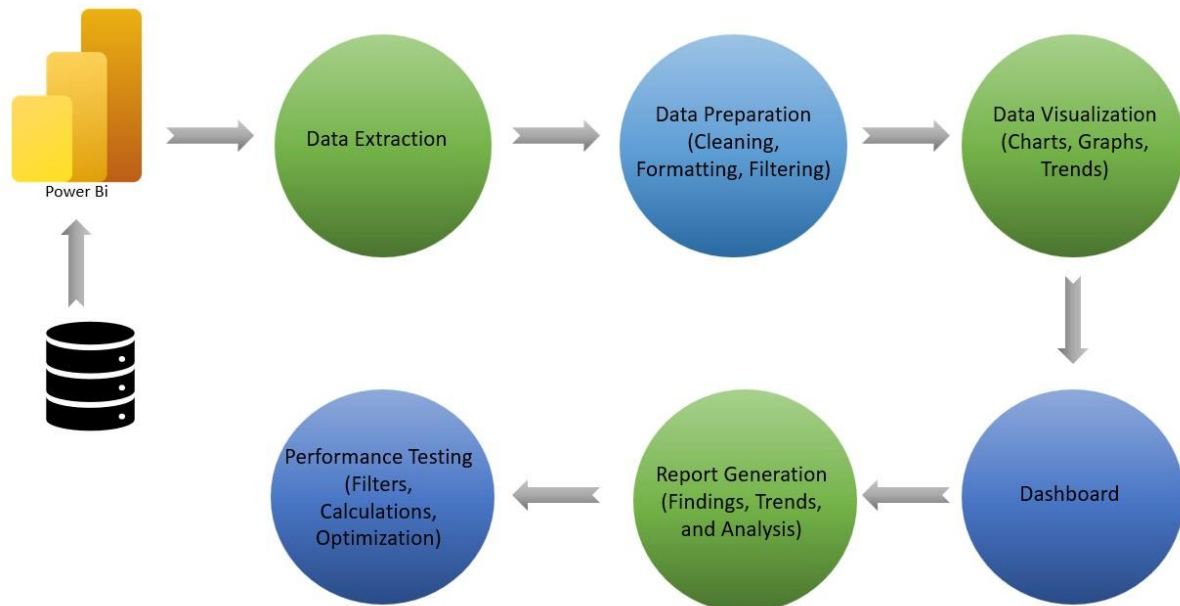 Power Bi
Data Extraction
Data Preparation
(Cleaning,
Formatting, Filtering)
Data Visualization
(Charts, Graphs,
Trends)
Performance Testing
(Filters,
Calculations,
Optimization)
Report Generation
(Findings, Trends,
and Analysis)
Dashboard